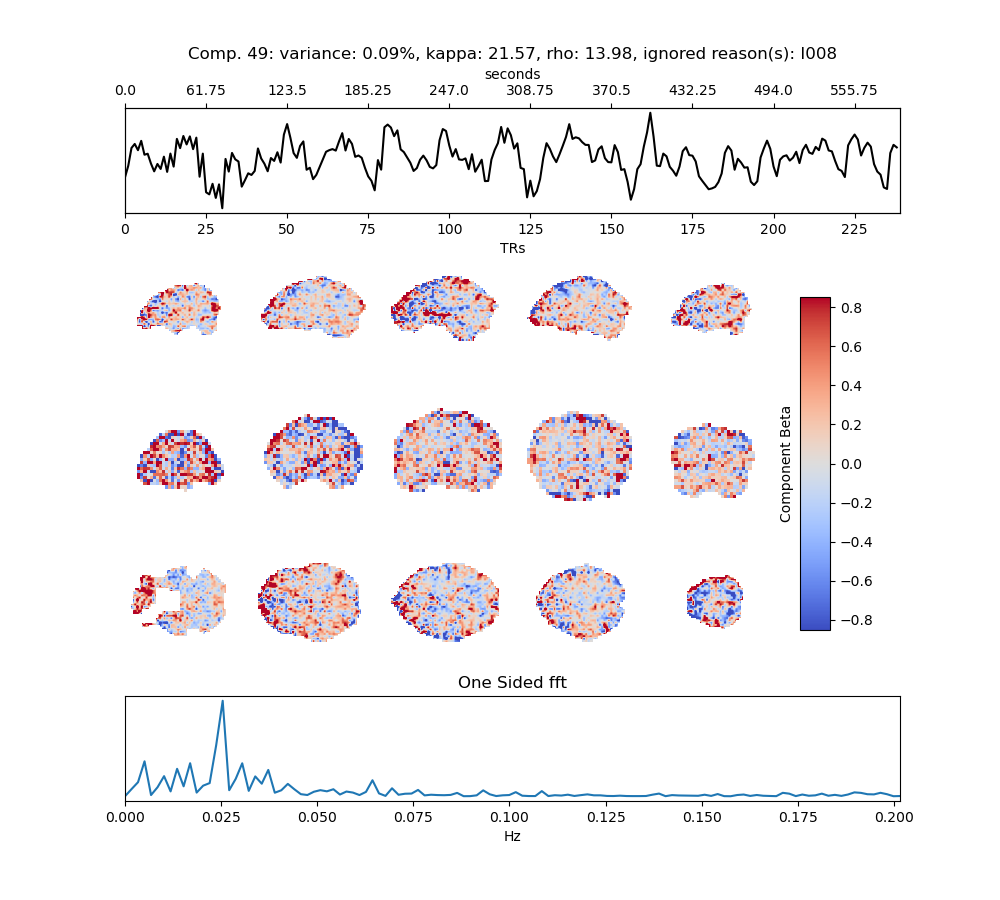 Comp. 49: variance: 0.09%, kappa: 21.57, rho: 13.98, ignored reason(s): I008
seconds
0.0 61.75 123.5 185.25 247.0 308.75 370.5 432.25 494.0 555.75
0 25 50 75 100 125 150 175 200 225
TRs
0.8
0.6
0.4
0.2
0.0
−0.2
−0.4
−0.6
−0.8
Component Beta
One Sided fft
0.000 0.025 0.050 0.075 0.100 0.125 0.150 0.175 0.200
Hz